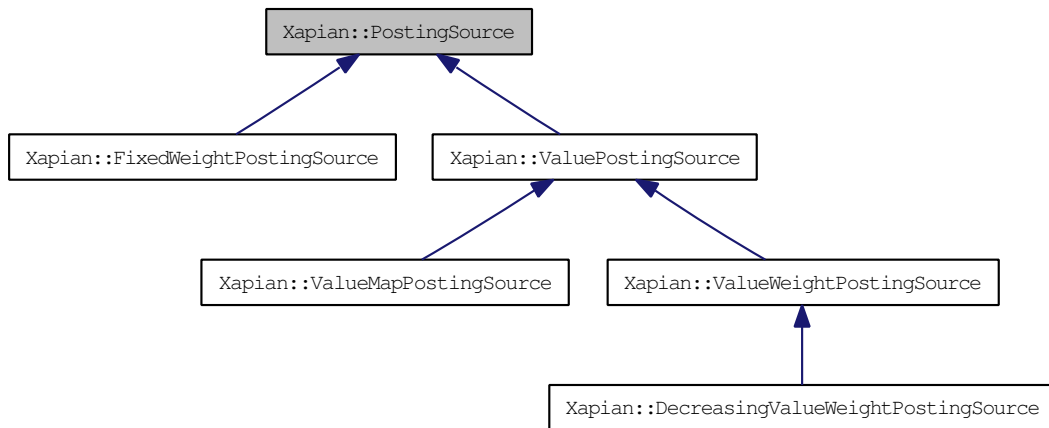 Xapian::PostingSource
Xapian::FixedWeightPostingSource
Xapian::ValuePostingSource
Xapian::ValueMapPostingSource
Xapian::ValueWeightPostingSource
Xapian::DecreasingValueWeightPostingSource